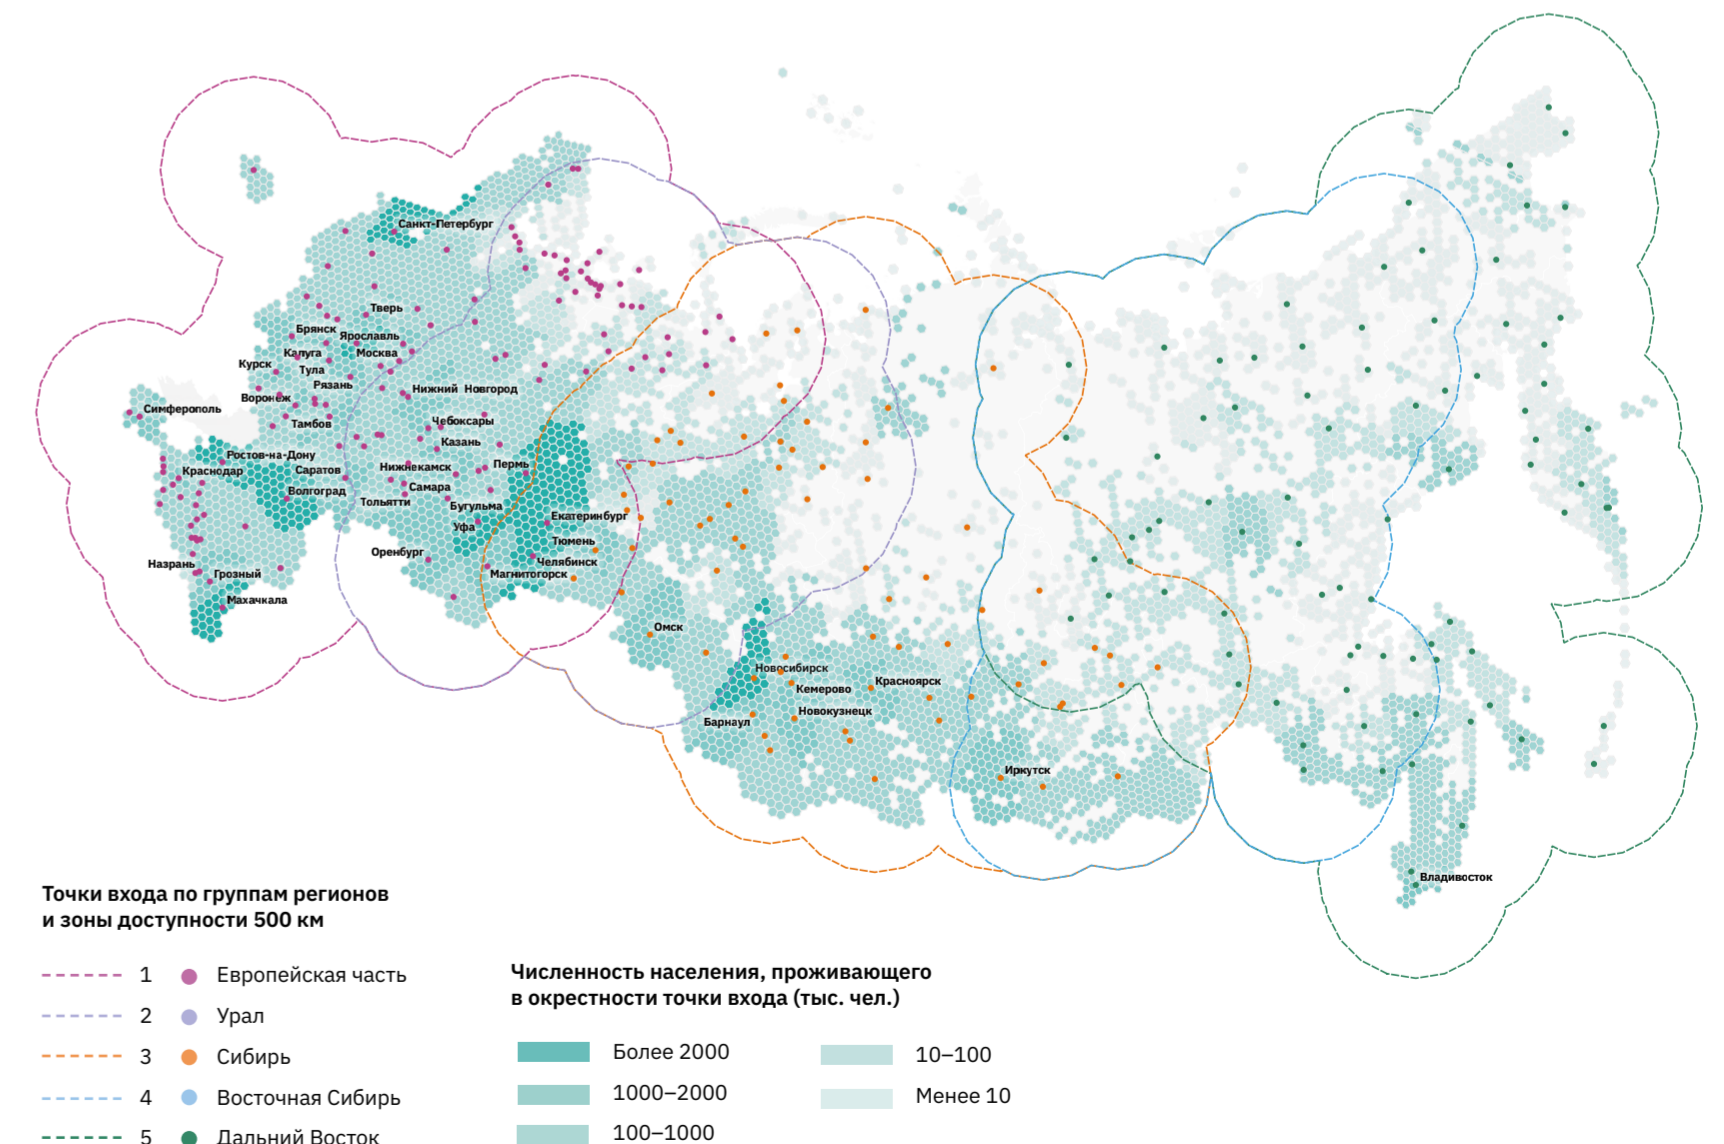 Санкт-Петербург
Тверь
Брянск
Ярославль
Калуга
Москва
Курск
Тула
Рязань
Нижний Новгород
Воронеж
Симферополь
Тамбов
Чебоксары
Казань
Ростов-на-Дону
Нижнекамск
Пермь
Краснодар
Саратов
Самара
Волгоград
Тольятти
Бугульма
Екатеринбург
Уфа
Тюмень
Оренбург
Челябинск
Назрань
Магнитогорск
Грозный
Махачкала
Омск
Новосибирск
Красноярск
Кемерово
Новокузнецк
Барнаул
Иркутск
Владивосток
Точки входа по группам регионов
и зоны доступности 500 км
1 Европейская часть
2 Урал
3 Сибирь
4 Восточная Сибирь
5 Дальний Восток
Численность населения, проживающего
в окрестности точки входа (тыс. чел.)
Более 2000
1000–2000
100–1000
10–100
Менее 10